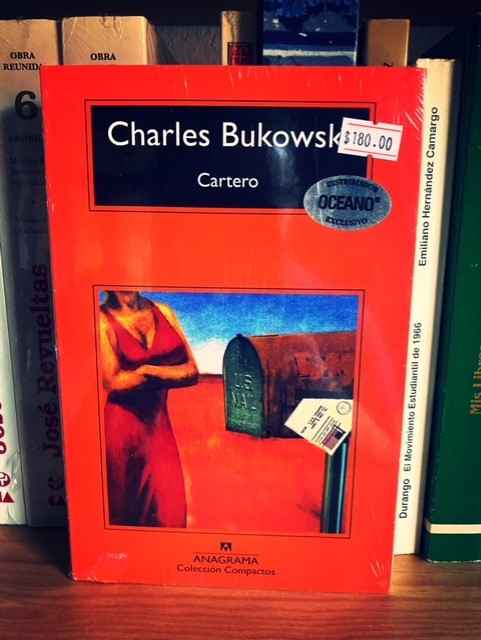 OBRA
REUNIDA
6
José Revueltas
OBRA
Charles Bukowsk
$180.00
Cartero
DISTRIBUIDOR
OCEANO
EXCLUSIVO
ANAGRAMA
Colección Compactos
Durango El Movimiento Estudiantil de 1966
Emiliano Hernández Camargo